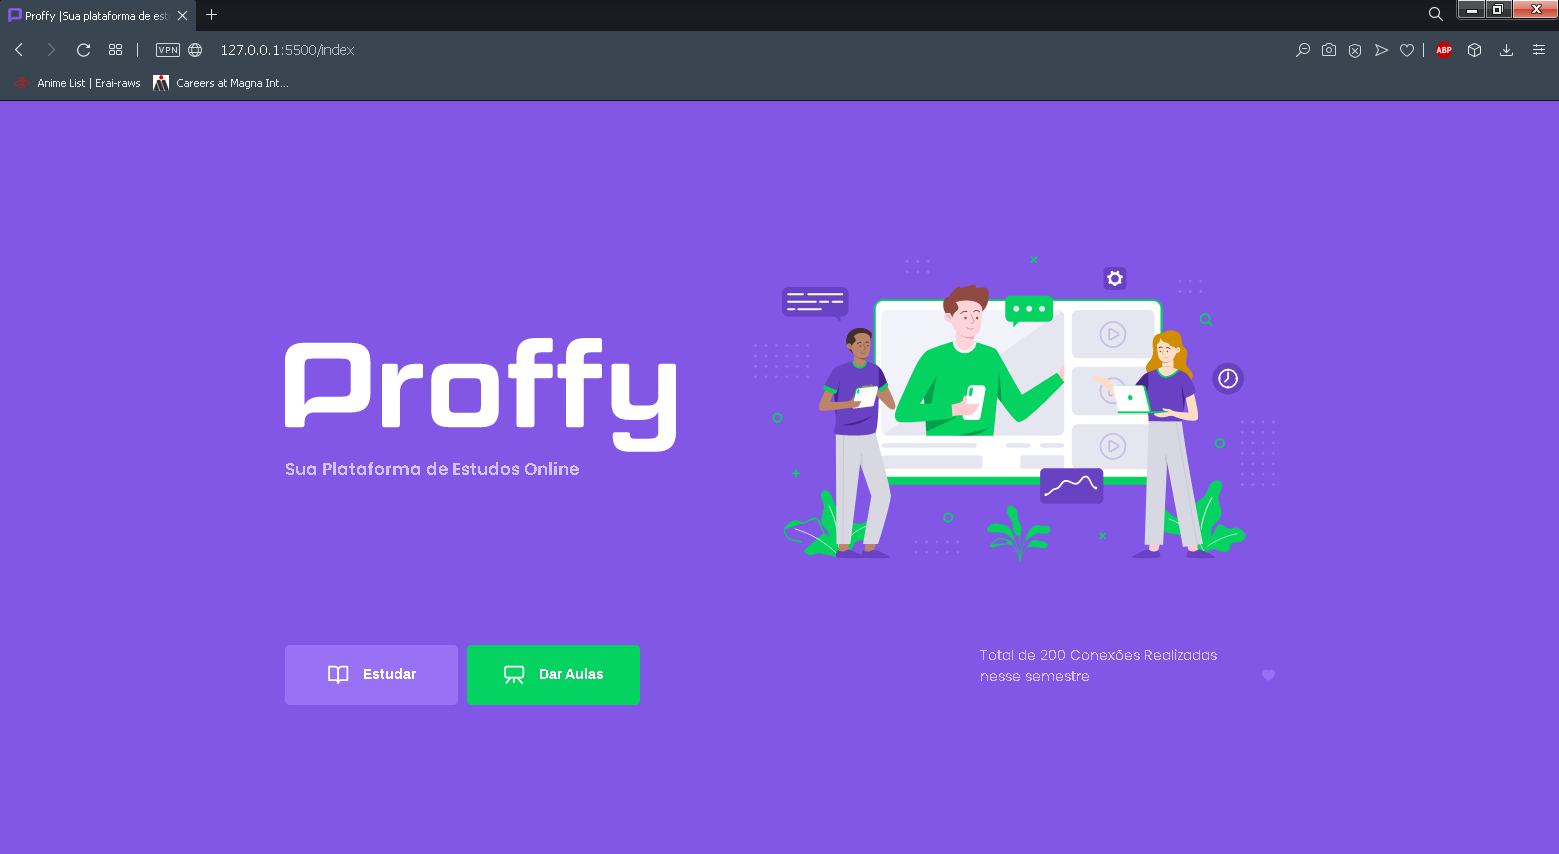 Proffy |Sua plataforma de est
VPN
127.0.0.1:5500/index
ABP
Anime List | Erai-raws
Careers at Magna Int...
Proffy
Sua Plataforma de Estudos Online
Estudar
Dar Aulas
Total de 200 Conexões Realizadas
nesse semestre